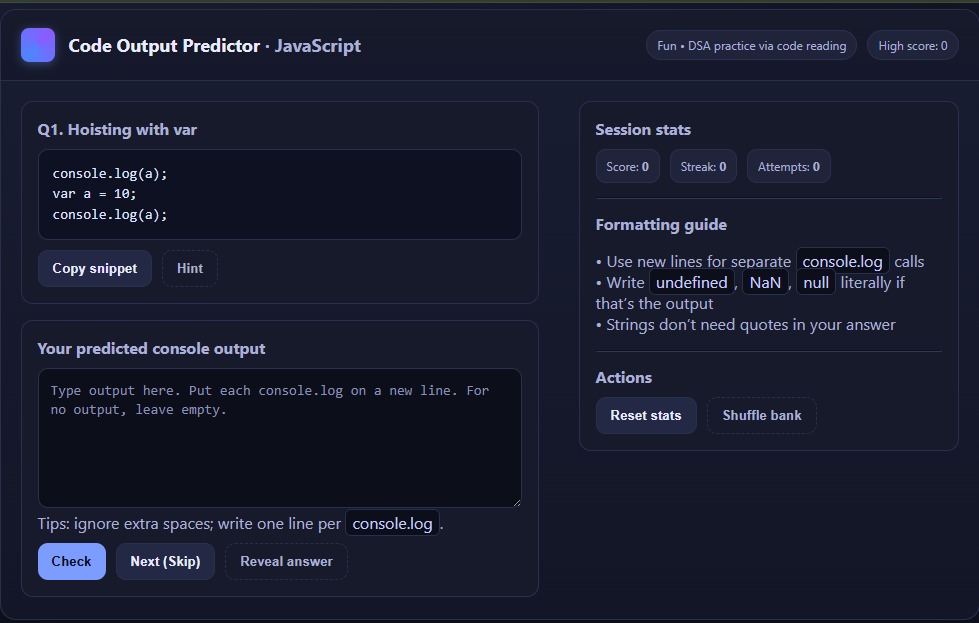 Code Output Predictor · JavaScript
Fun • DSA practice via code reading
High score: 0
Q1. Hoisting with var
console.log(a);
var a = 10;
console.log(a);
Copy snippet
Hint
Your predicted console output
Type output here. Put each console.log on a new line. For
no output, leave empty.
Tips: ignore extra spaces; write one line per console.log.
Check
Next (Skip)
Reveal answer
Session stats
Score: 0
Streak: 0
Attempts: 0
Formatting guide
• Use new lines for separate console.log calls
• Write undefined, NaN, null literally if
that’s the output
• Strings don’t need quotes in your answer
Actions
Reset stats
Shuffle bank